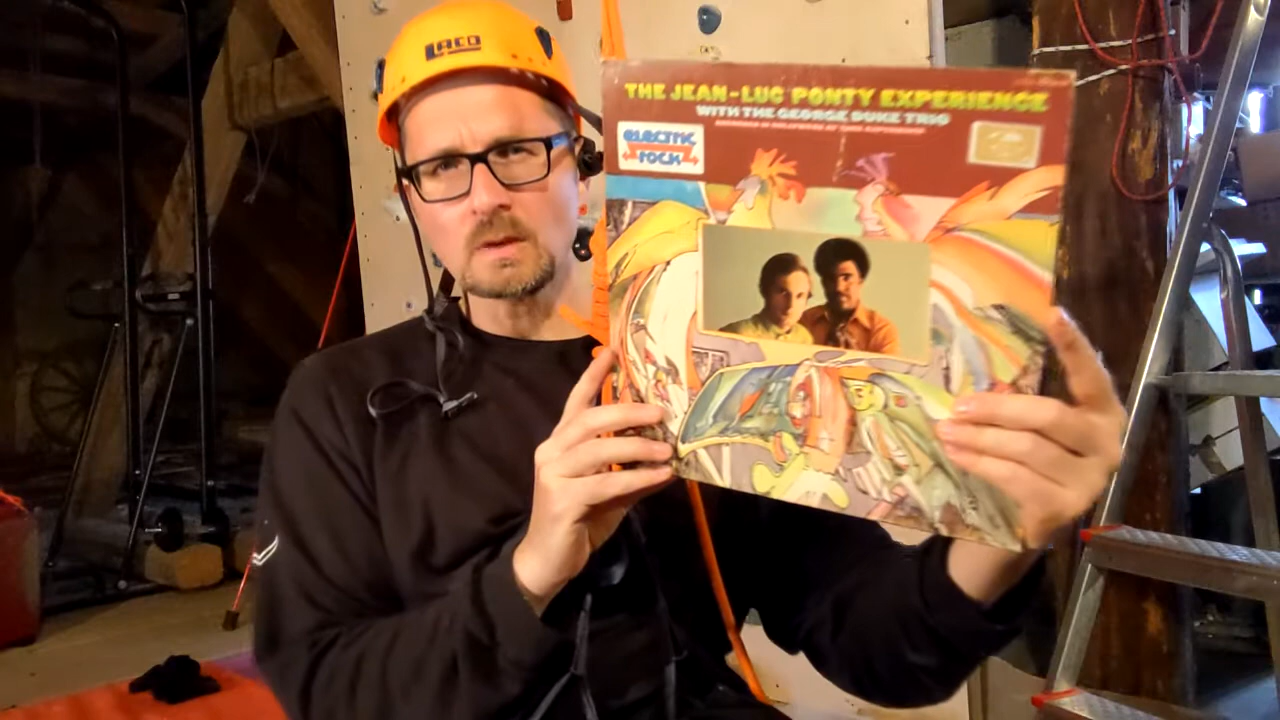 LACD
THE JEAN-LUC PONTY EXPERIENCE
WITH THE GEORGE DUKE TRIO
ELECTRIC
ROCK